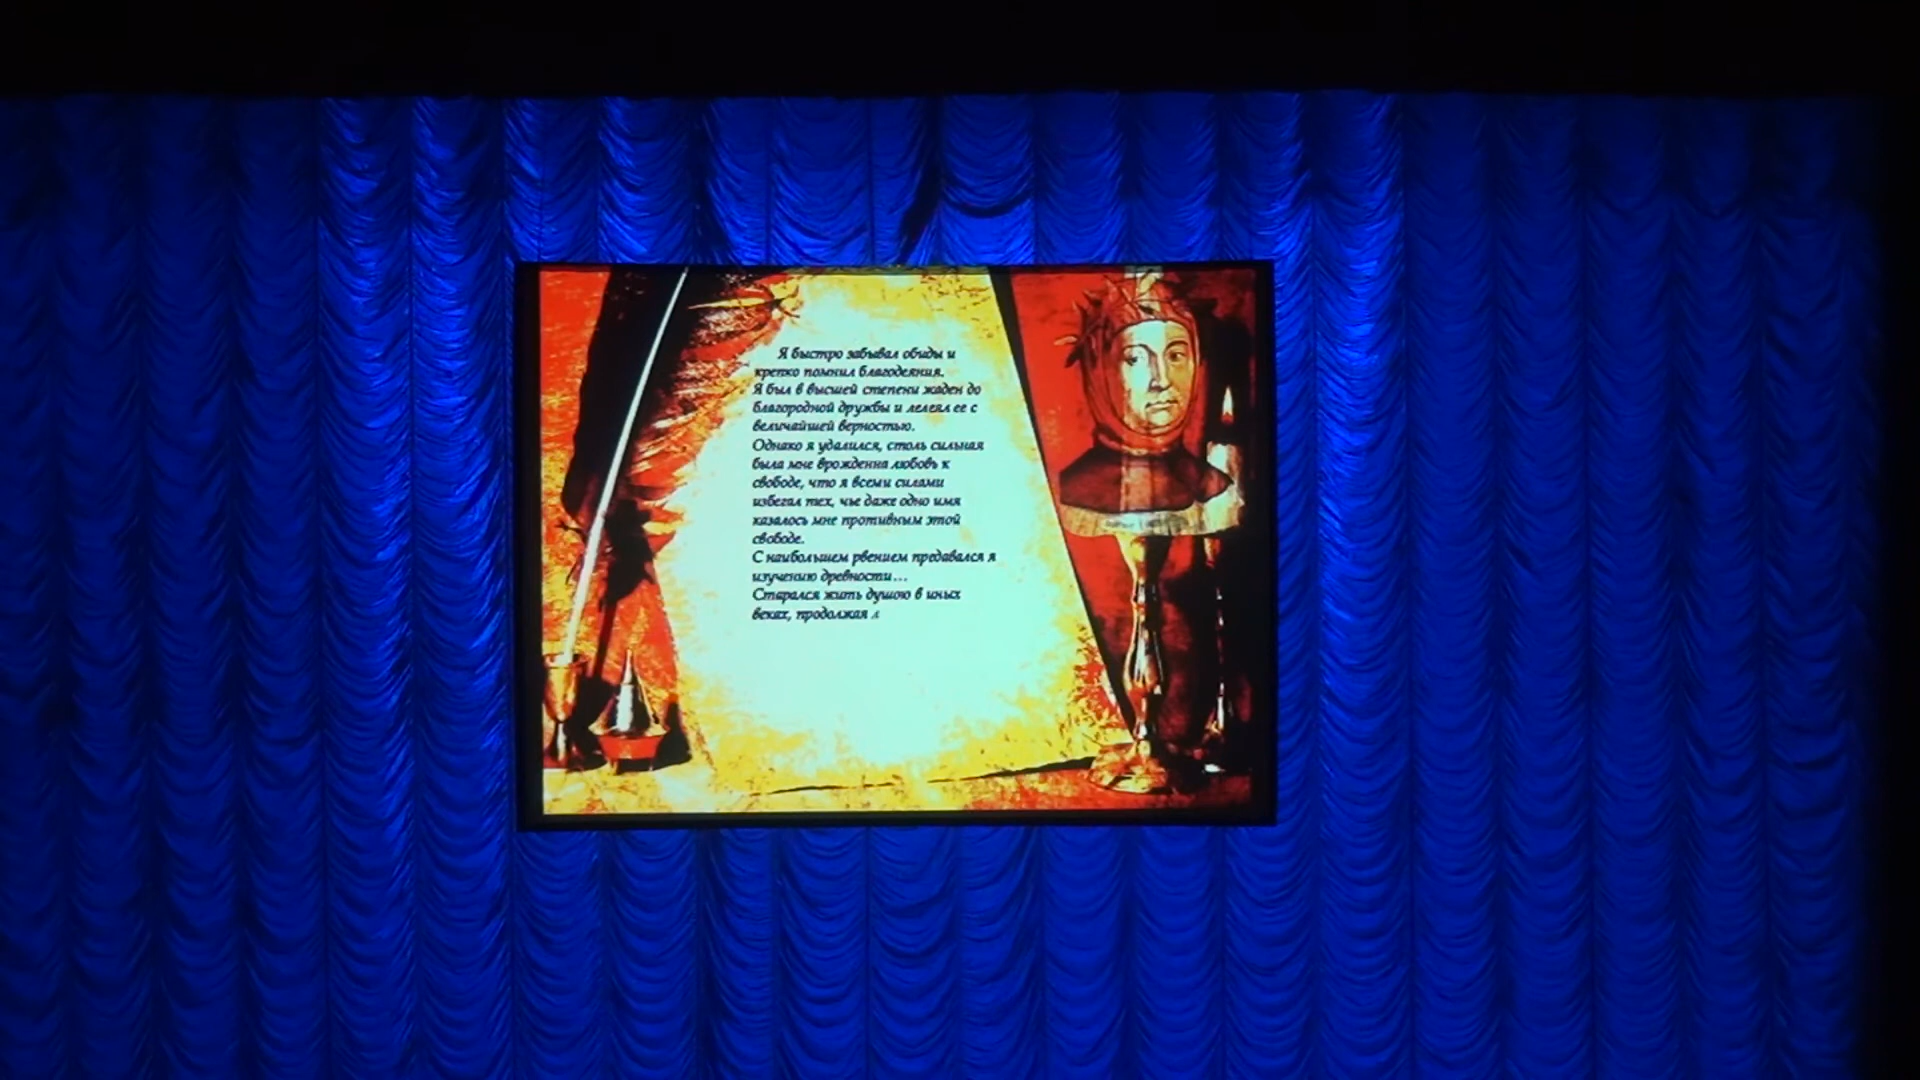 Я быстро забывал обиды и
крепко помнил благодеяния.
Я был в высшей степени жаден до
благородной дружбы и лелеял ее с
величайшей верностью.
Однако я удалился, столь сильная
была мне врожденна любовь к
свободе, что я всеми силами
избегал тех, чье даже одно имя
казалось мне противным этой
свободе.
С наибольшем рвением предавался я
изучению древности...
Старался жить душою в иных
веках, продолжая